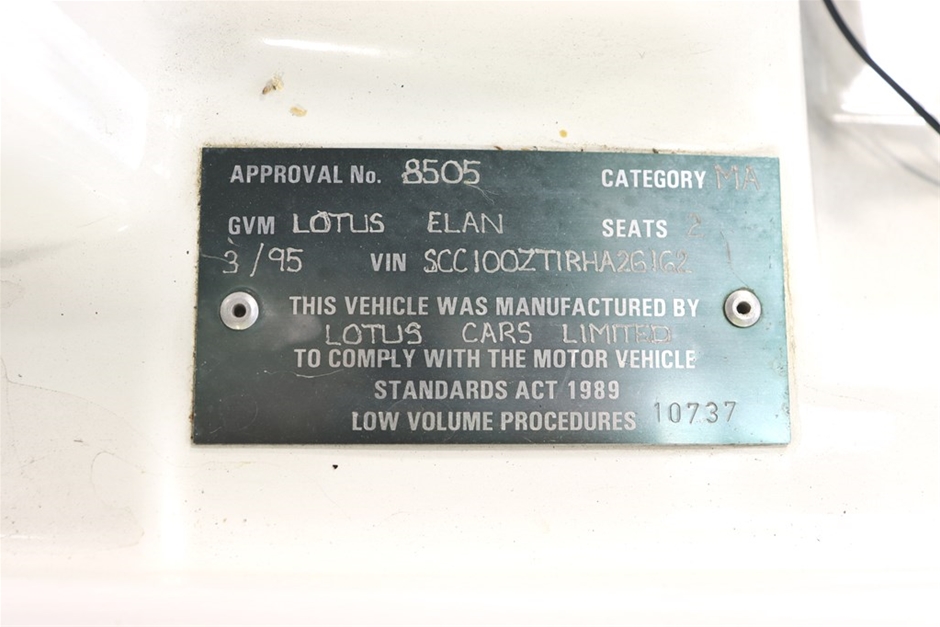 APPROVAL No. 8505 CATEGORY MA
GVM LOTUS ELAN SEATS 2
3/95 VIN SCC100ZT1RHA26162
THIS VEHICLE WAS MANUFACTURED BY
LOTUS CARS LIMITED
TO COMPLY WITH THE MOTOR VEHICLE
STANDARDS ACT 1989
LOW VOLUME PROCEDURES 10737